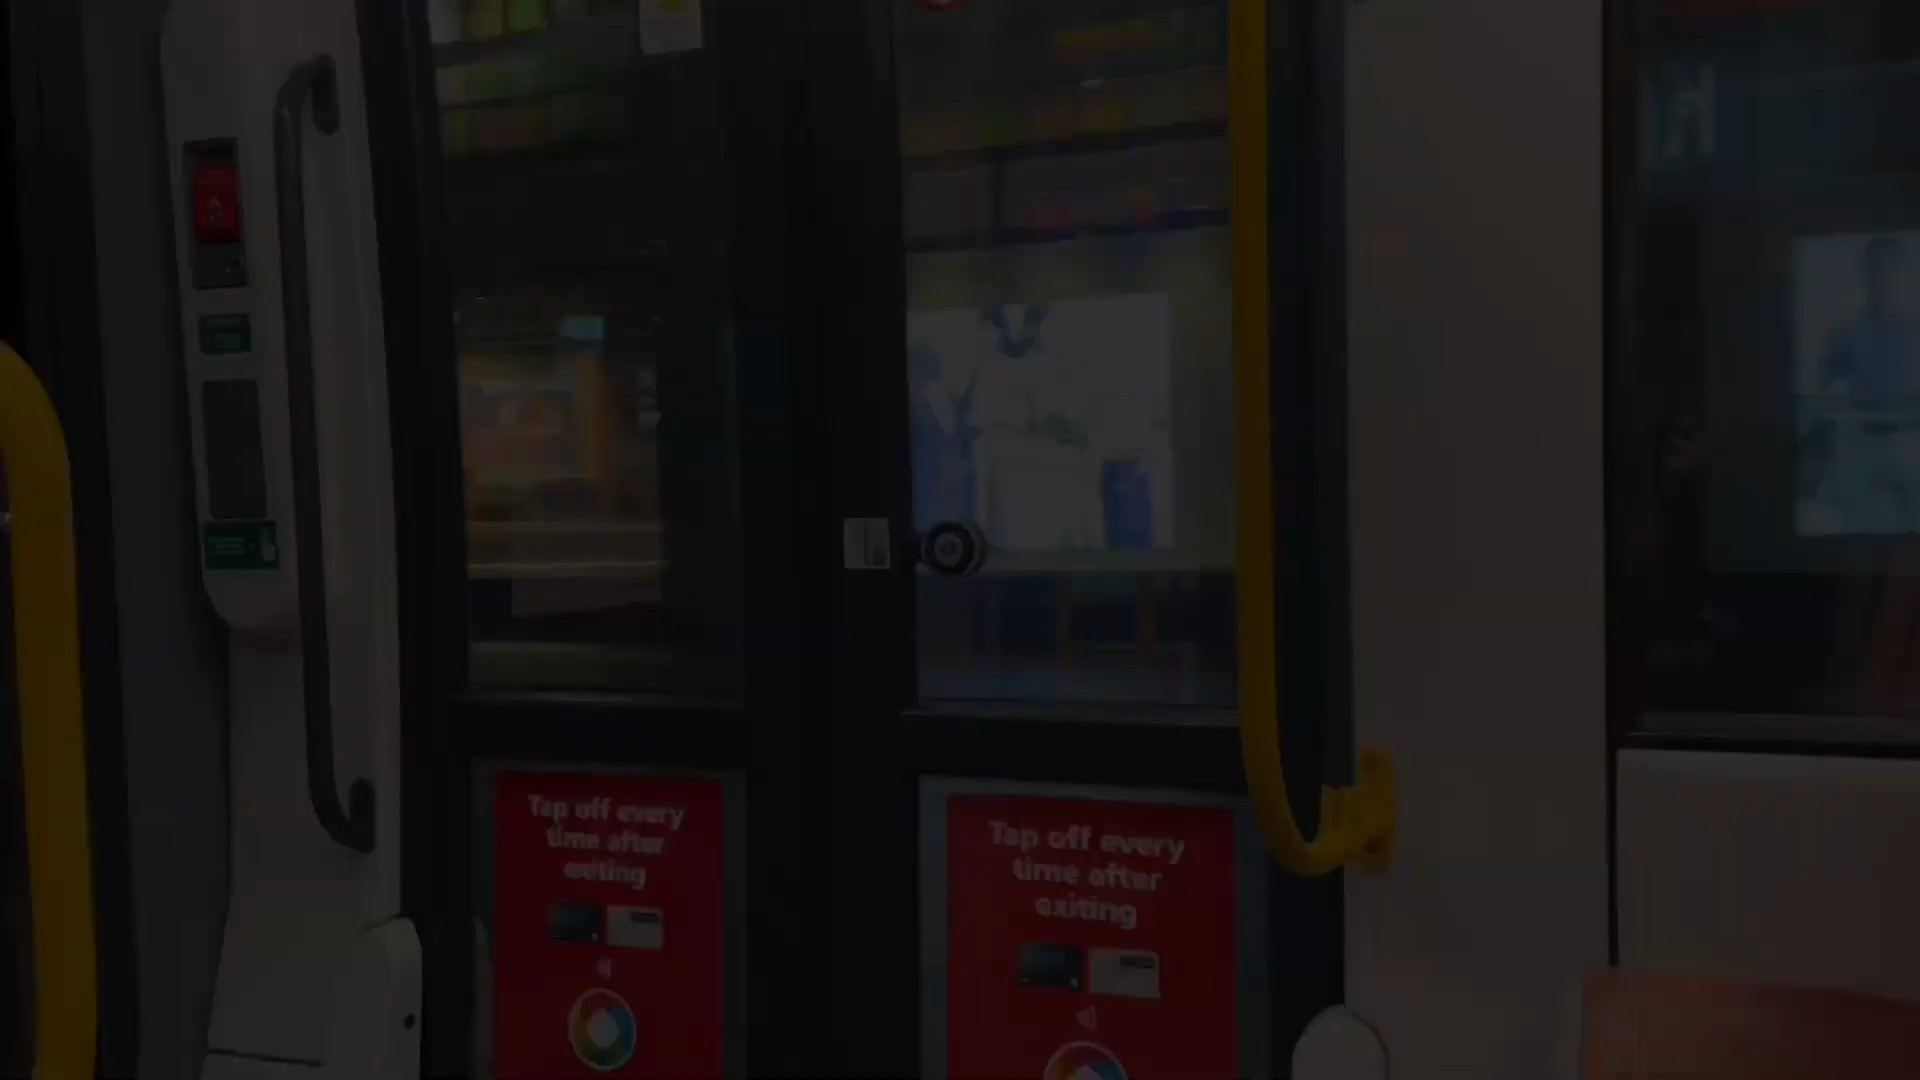 Tap off every
time after
exiting
Tap off every
time after
exiting